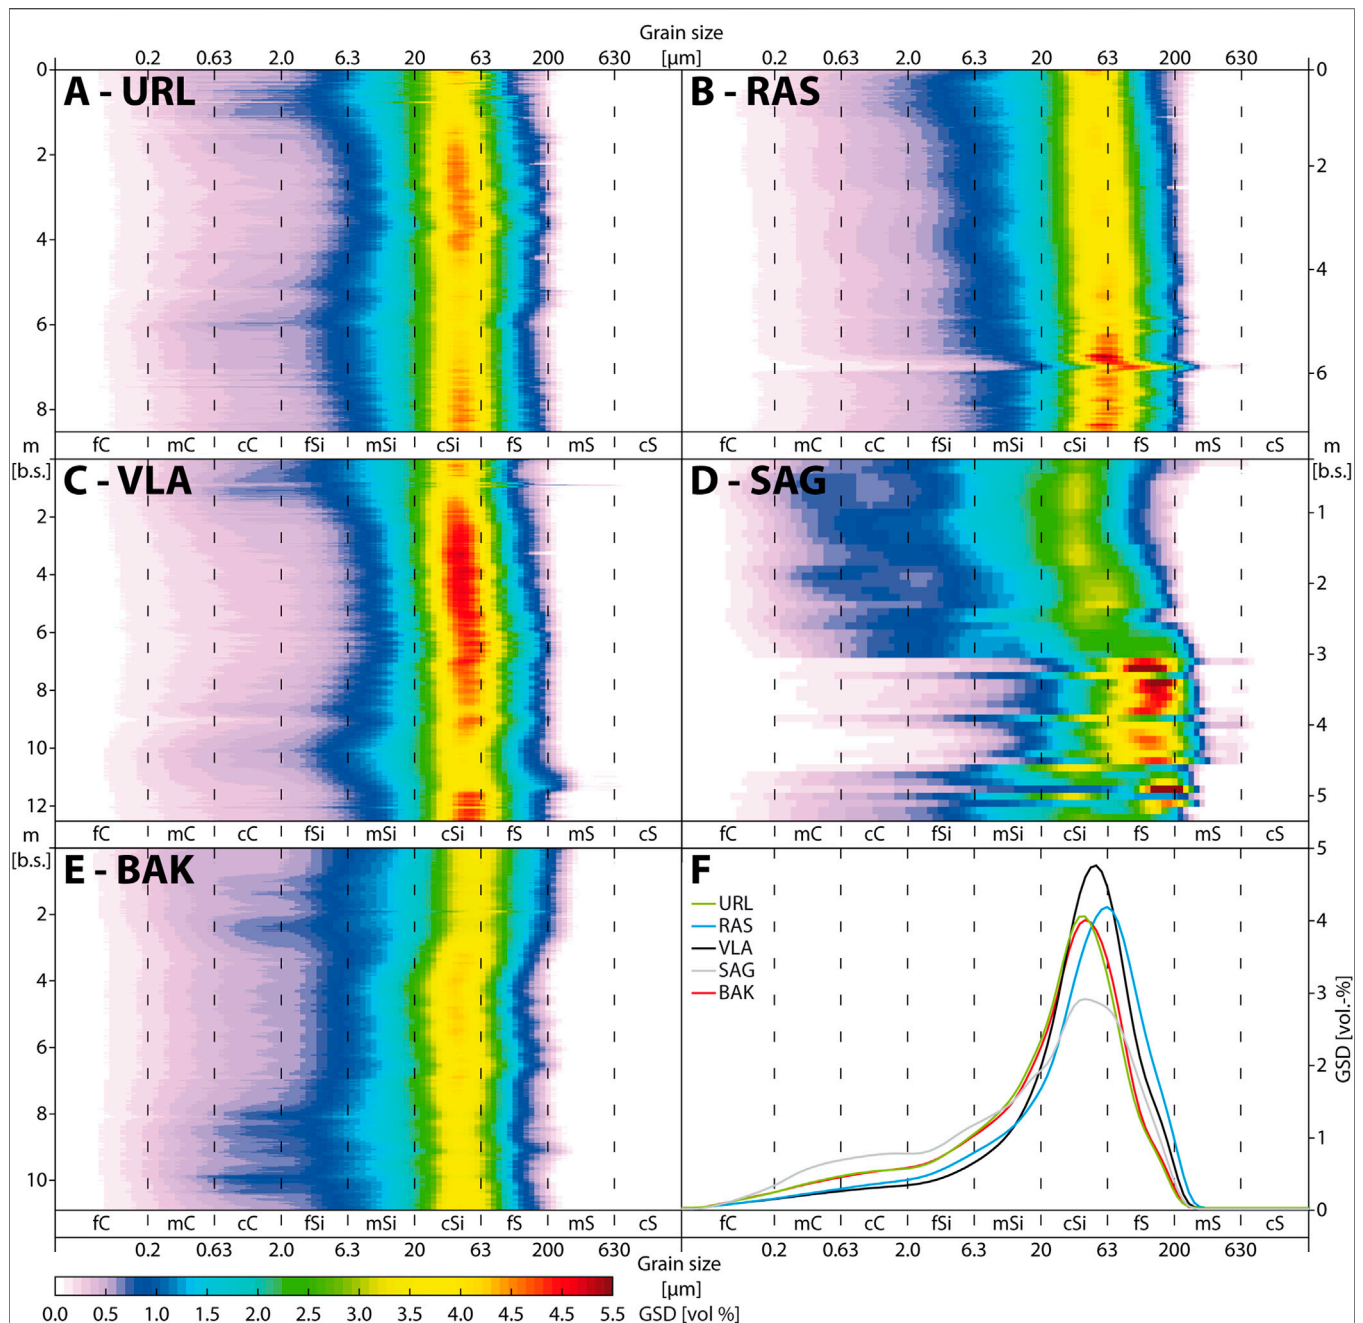 Grain size
0.2 0.63 2.0 6.3 20 63 200 630 [µm] 0.2 0.63 2.0 6.3 20 63 200 630
0 A - URL B - RAS 0
2 2
4 4
6 6
8
m fC mC cC fSi mSi cSi fS mS cS fC mC cC fSi mSi cSi fS mS cS m
[b.s.] C - VLA D - SAG [b.s.]
2 1
4 2
6 3
8 4
10 5
12
m fC mC cC fSi mSi cSi fS mS cS fC mC cC fSi mSi cSi fS mS cS
[b.s.] E - BAK F 5
URL
RAS
VLA
SAG
BAK
2 4
4 3
6 2
8 1
10 0
GSD [vol.-%]
fC mC cC fSi mSi cSi fS mS cS fC mC cC fSi mSi cSi fS mS cS
0.2 0.63 2.0 6.3 20 63 200 630 0.2 0.63 2.0 6.3 20 63 200 630
Grain size
[µm]
0.0 0.5 1.0 1.5 2.0 2.5 3.0 3.5 4.0 4.5 5.0 5.5 GSD [vol %]